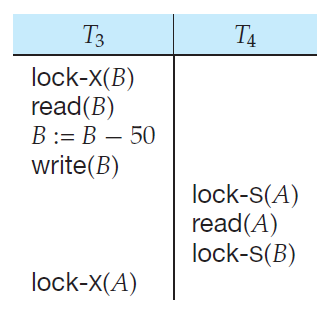 T3 T4
lock-X(B)
read(B)
B := B – 50
write(B)
lock-S(A)
read(A)
lock-S(B)
lock-X(A)